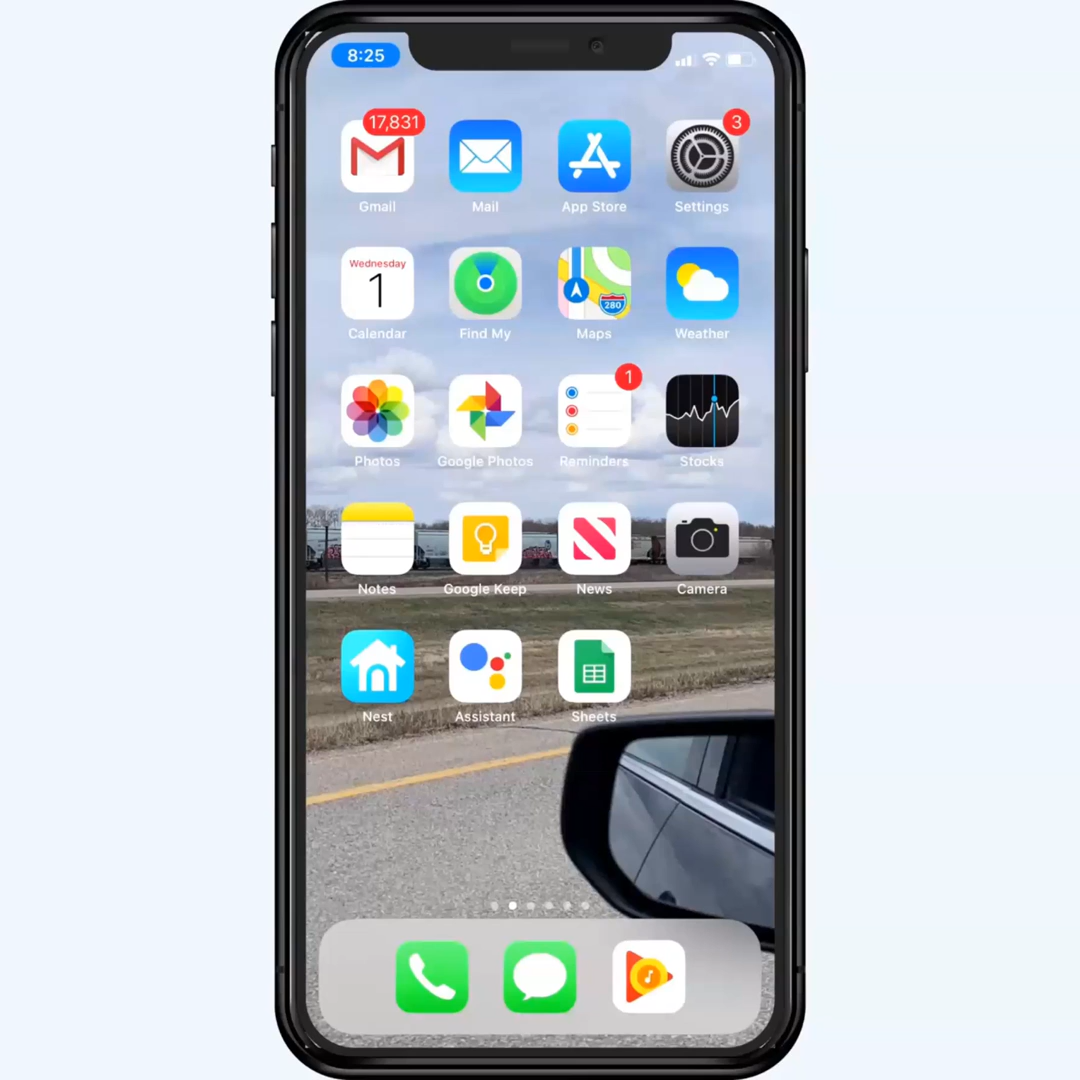 8:25
17,831
3
Gmail
Mail
App Store
Settings
Wednesday
1
280
Calendar
Find My
Maps
Weather
1
Photos
Google Photos
Reminders
Stocks
Notes
Google Keep
News
Camera
Nest
Assistant
Sheets